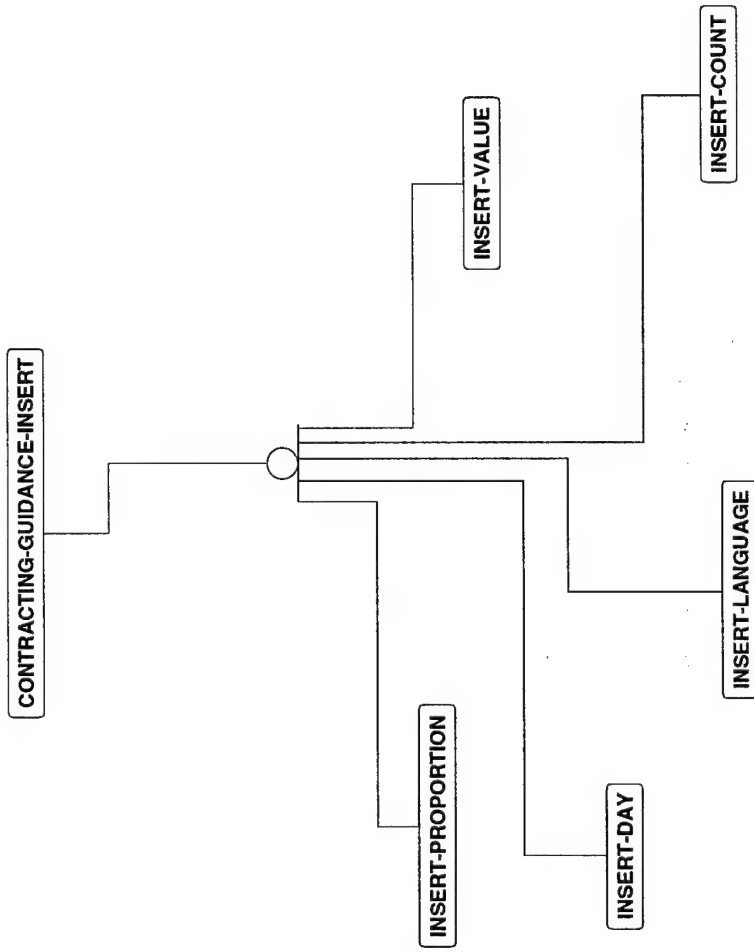 CONTRACTING-GUIDANCE-INSERT
INSERT-VALUE
INSERT-PROPORTION
INSERT-COUNT
INSERT-LANGUAGE
INSERT-DAY